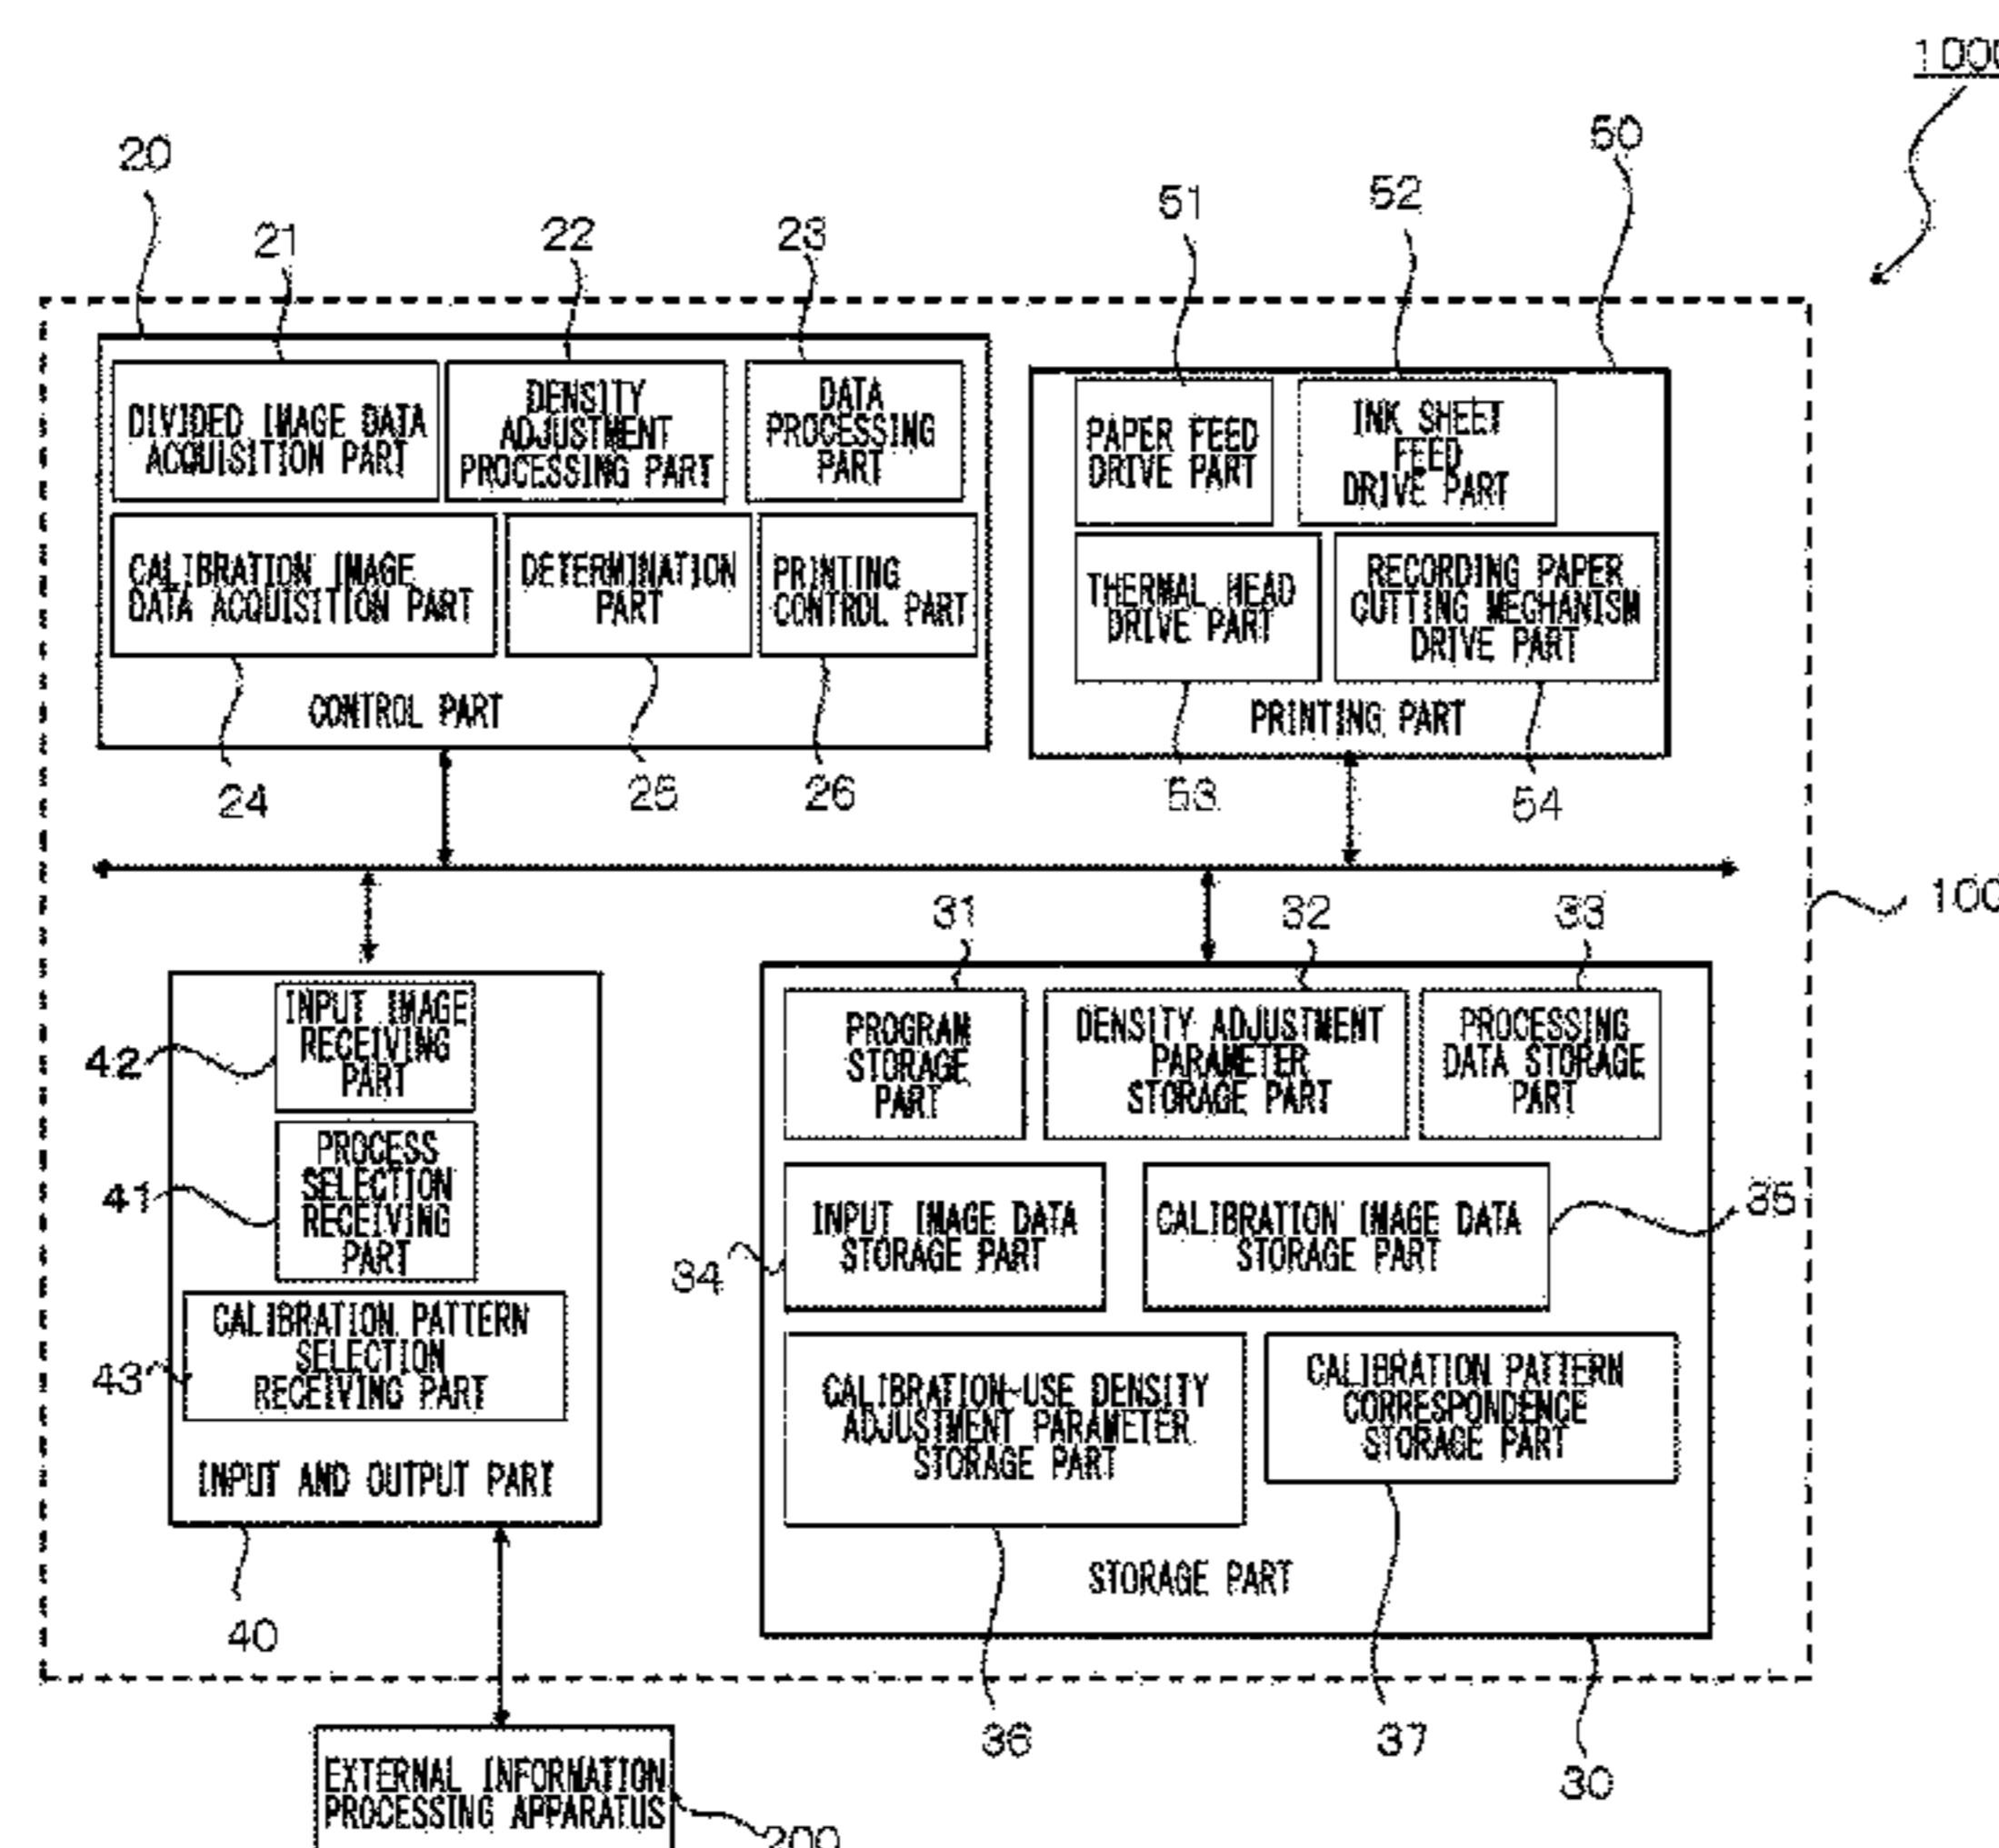 1000
20
50
21
22
23
51
52
DIVIDED IMAGE DATA
ACQUISITION PART
DENSITY
ADJUSTMENT
PROCESSING PART
DATA
PROCESSING
PART
PAPER FEED
DRIVE PART
INK SHEET
FEED
DRIVE PART
CALIBRATION IMAGE
DATA ACQUISITION PART
DETERMINATION
PART
PRINTING
CONTROL PART
THERMAL HEAD
DRIVE PART
RECORDING PAPER
CUTTING MECHANISM
DRIVE PART
CONTROL PART
PRINTING PART
24
25
26
53
54
100
31
32
33
INPUT IMAGE
RECEIVING
PART
42
PROCESS
SELECTION
RECEIVING
PART
41
CALIBRATION PATTERN
SELECTION
RECEIVING PART
43
INPUT AND OUTPUT PART
40
PROGRAM
STORAGE
PART
DENSITY ADJUSTMENT
PARAMETER
STORAGE PART
PROCESSING
DATA STORAGE
PART
INPUT IMAGE DATA
STORAGE PART
34
CALIBRATION IMAGE DATA
STORAGE PART
35
CALIBRATION-USE DENSITY
ADJUSTMENT PARAMETER
STORAGE PART
CALIBRATION PATTERN
CORRESPONDENCE
STORAGE PART
STORAGE PART
36
37
30
EXTERNAL INFORMATION
PROCESSING APPARATUS
200